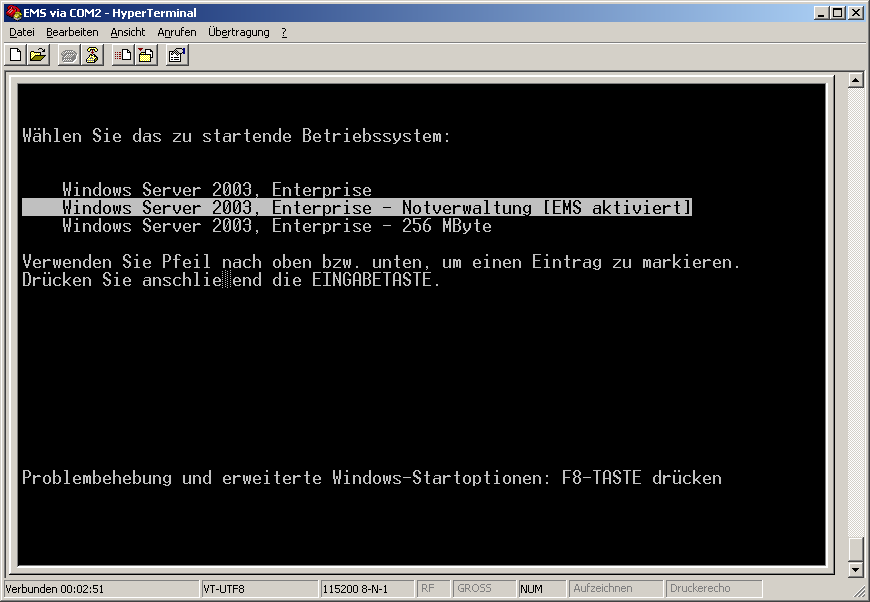 EMS via COM2 - HyperTerminal
Datei Bearbeiten Ansicht Anrufen Übertragung ?
Wählen Sie das zu startende Betriebssystem:
Windows Server 2003, Enterprise
Windows Server 2003, Enterprise - Notverwaltung [EMS aktiviert]
Windows Server 2003, Enterprise - 256 MByte
Verwenden Sie Pfeil nach oben bzw. unten, um einen Eintrag zu markieren.
Drücken Sie anschlie░end die EINGABETASTE.
Problembehebung und erweiterte Windows-Startoptionen: F8-TASTE drücken
Verbunden 00:02:51 VT-UTF8 115200 8-N-1 RF GROSS NUM Aufzeichnen Druckerecho